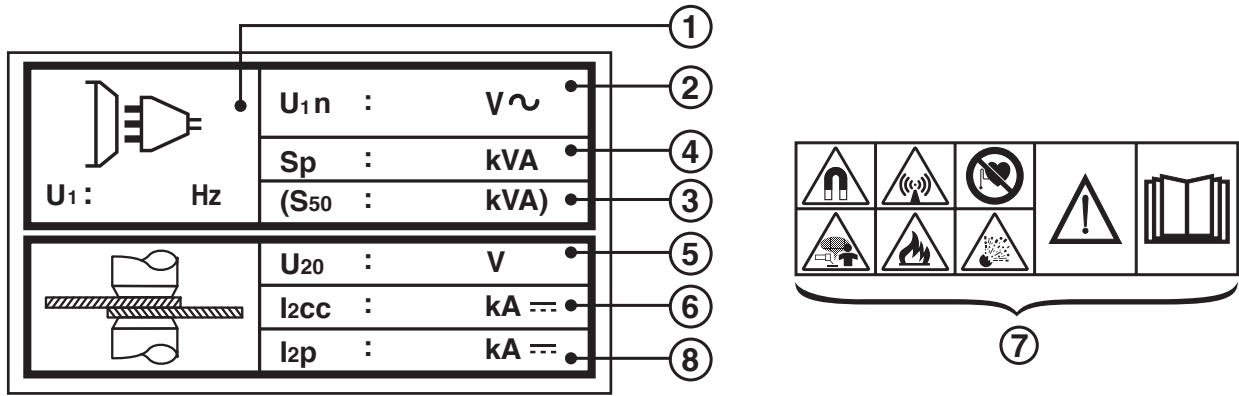 1
U1n : V~ 2
Sp : kVA 4
U1: Hz (S50 : kVA) 3
U20 : V 5
I2cc : kA ⎓ 6
I2p : kA ⎓ 8
7